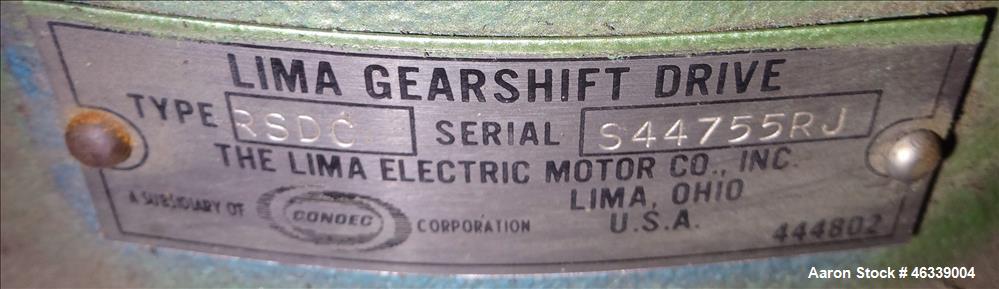 LIMA GEARSHIFT DRIVE
TYPE RSDC SERIAL S44755RJ
THE LIMA ELECTRIC MOTOR CO., INC.
LIMA, OHIO
A SUBSIDIARY OF CONDEC CORPORATION
U.S.A.
444802
Aaron Stock # 46339004